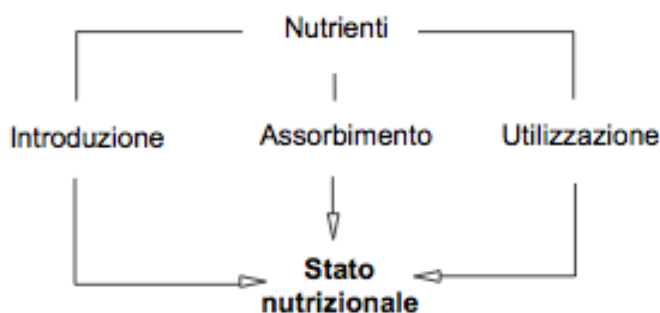 Nutrienti
Introduzione
Assorbimento
Utilizzazione
Stato
nutrizionale